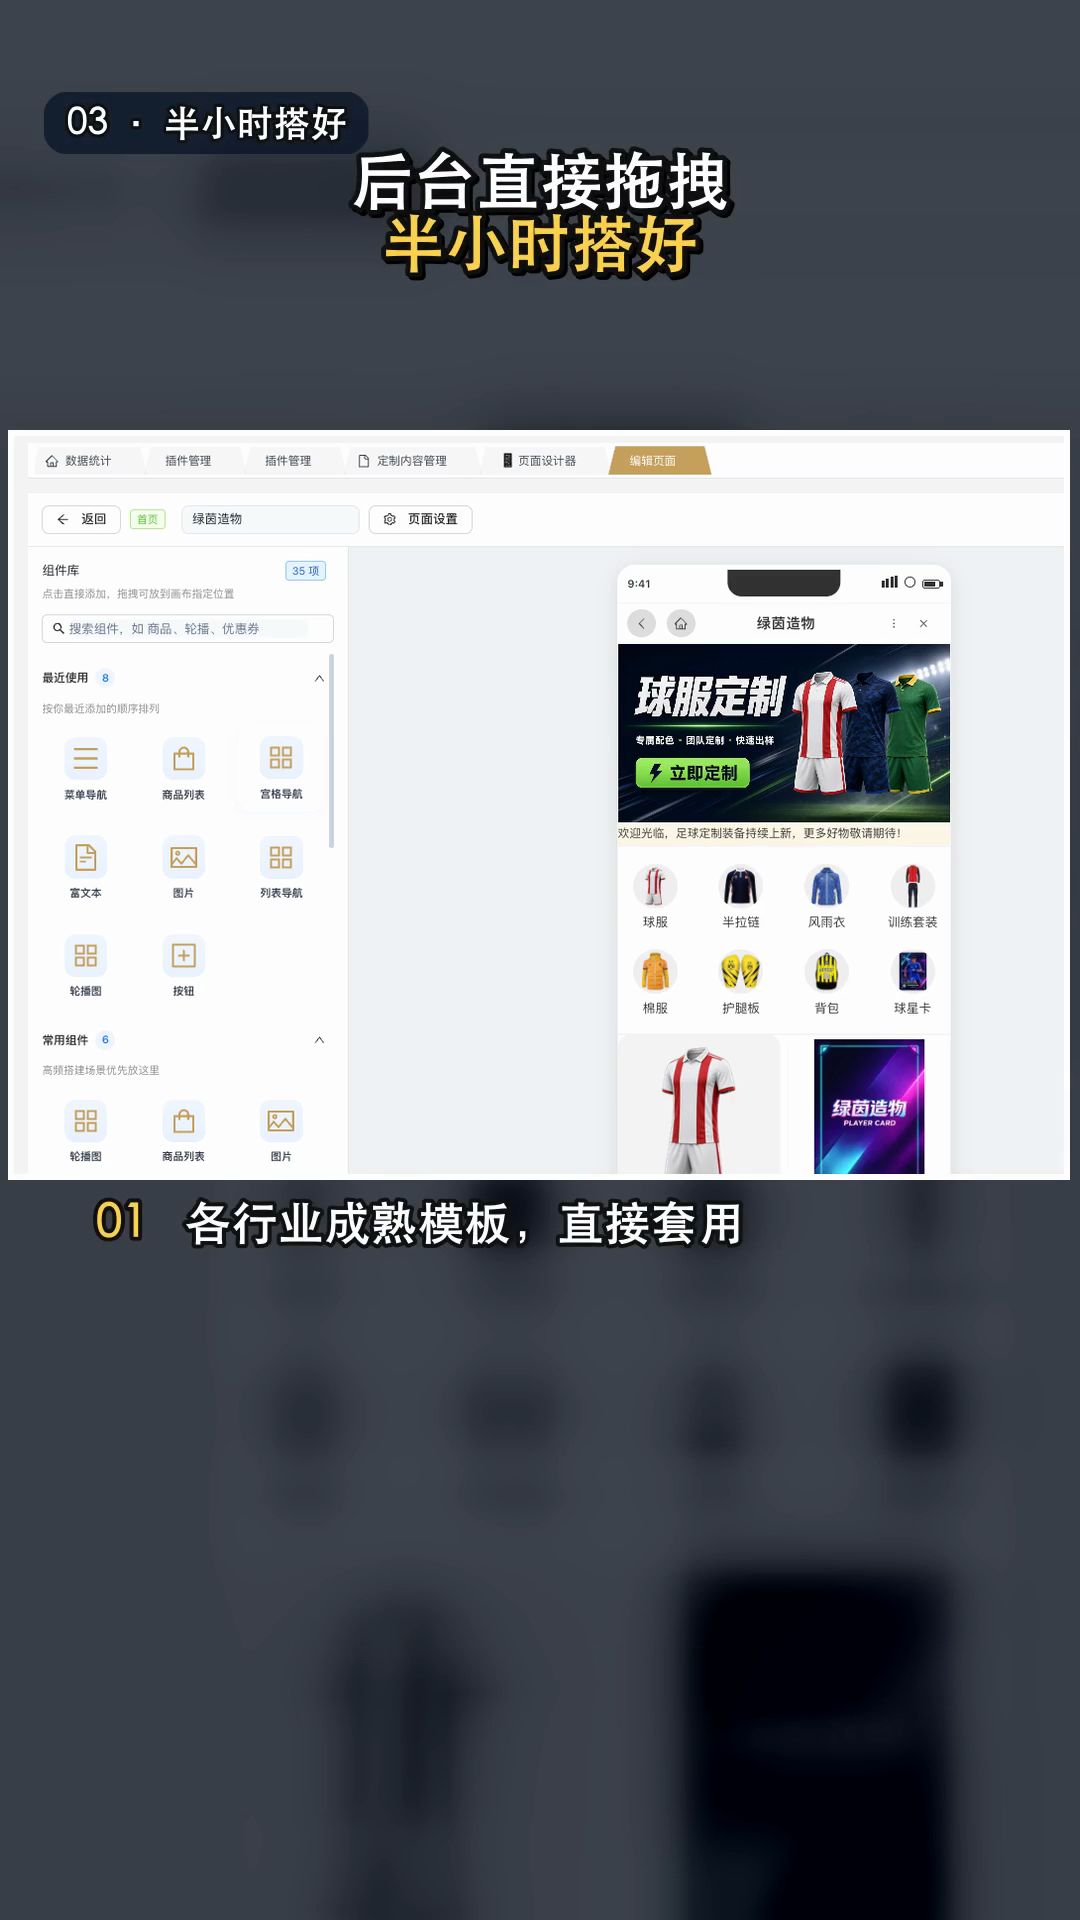 03 · 半小时搭好
后台直接拖拽
半小时搭好
数据统计 插件管理 插件管理 定制内容管理 页面设计器 编辑页面
返回 首页 绿茵造物 页面设置
组件库 35 项
点击直接添加，拖拽可放到画布指定位置
搜索组件，如 商品、轮播、优惠券
最近使用 8
按你最近添加的顺序排列
菜单导航 商品列表 宫格导航
富文本 图片 列表导航
轮播图 按钮
常用组件 6
高频搭建场景优先放这里
轮播图 商品列表 图片
9:41
绿茵造物
球服定制
专属配色 · 团队定制 · 快速出样
立即定制
欢迎光临，足球定制装备持续上新，更多好物敬请期待！
球服 半拉链 风雨衣 训练套装
棉服 护腿板 背包 球星卡
绿茵造物
PLAYER CARD
01 各行业成熟模板，直接套用